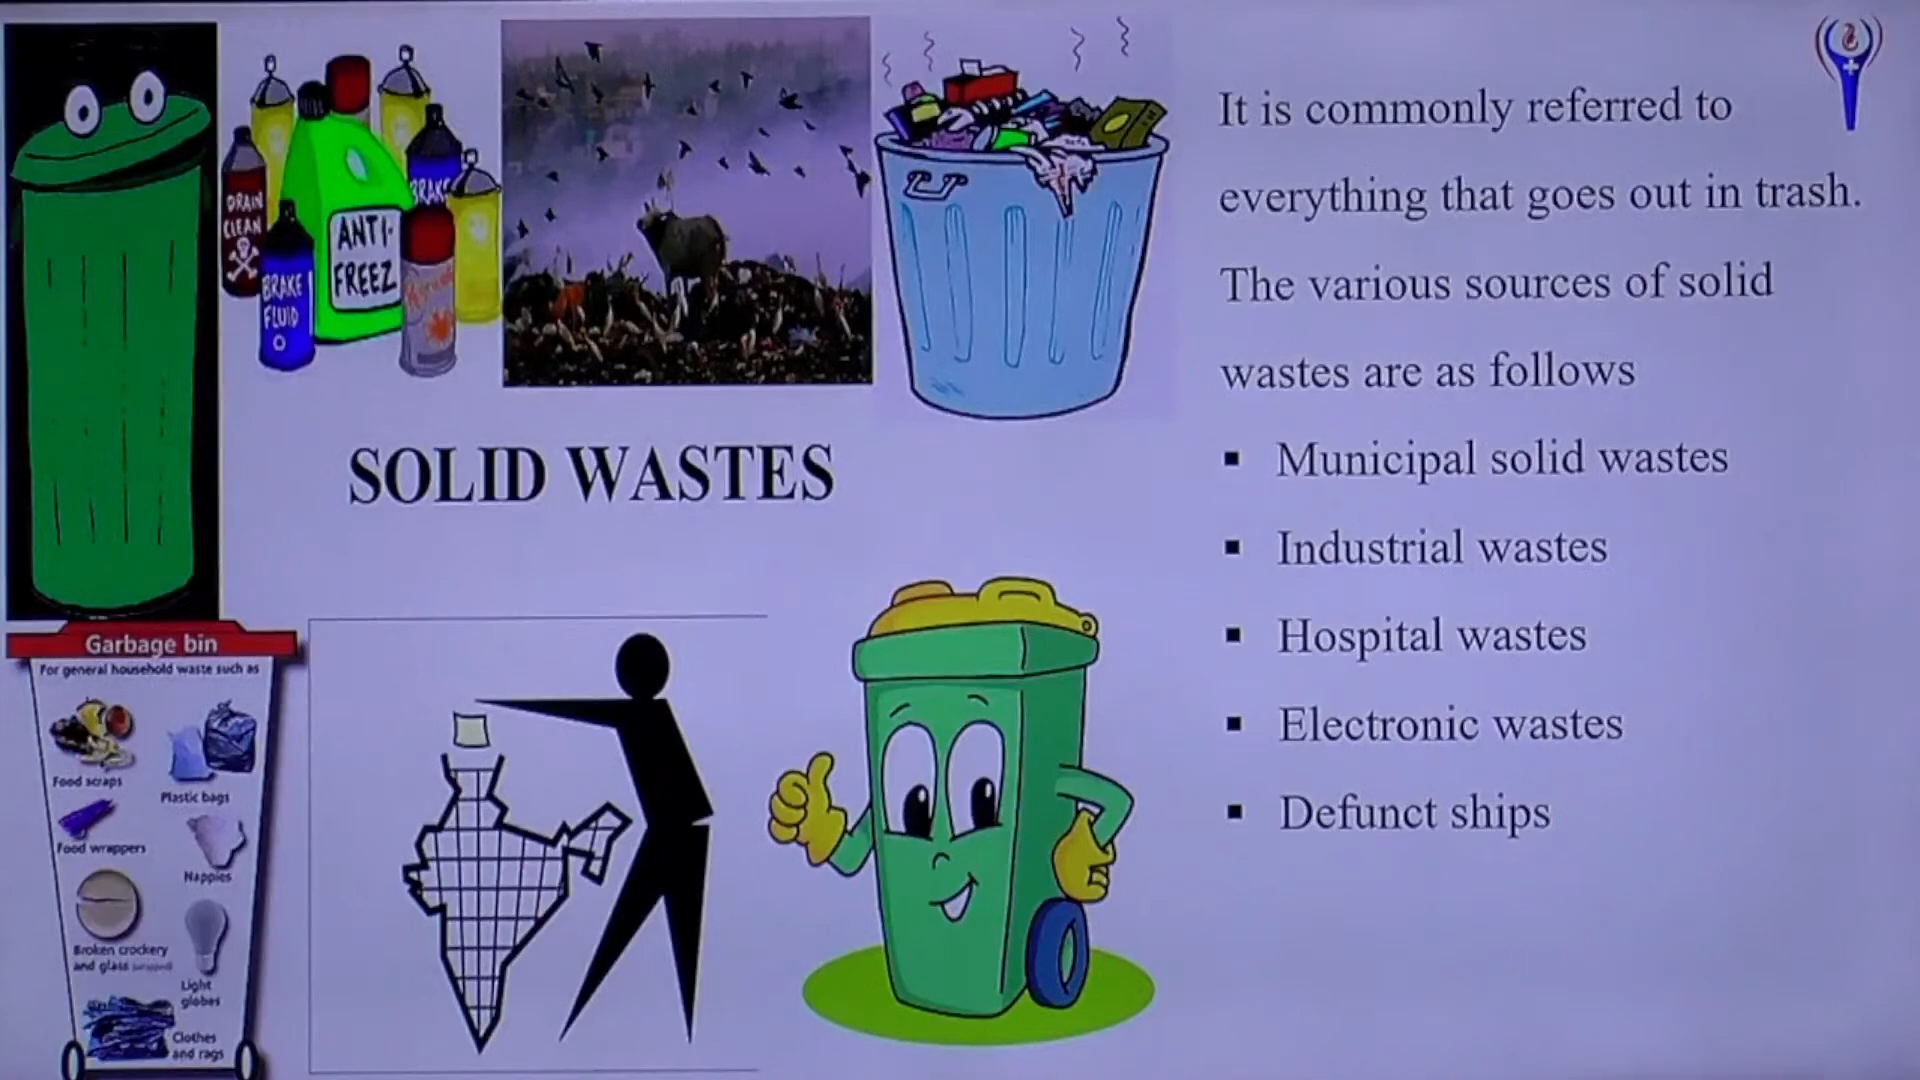 DRAIN
CLEAN
BRAKE
FLUID
ANTI-
FREEZ
BRAKE
SOLID WASTES
It is commonly referred to
everything that goes out in trash.
The various sources of solid
wastes are as follows
▪ Municipal solid wastes
▪ Industrial wastes
▪ Hospital wastes
▪ Electronic wastes
▪ Defunct ships
Garbage bin
For general household waste such as
Food scraps
Plastic bags
Food wrappers
Nappies
Broken crockery
and glass
Light
globes
Clothes
and rags